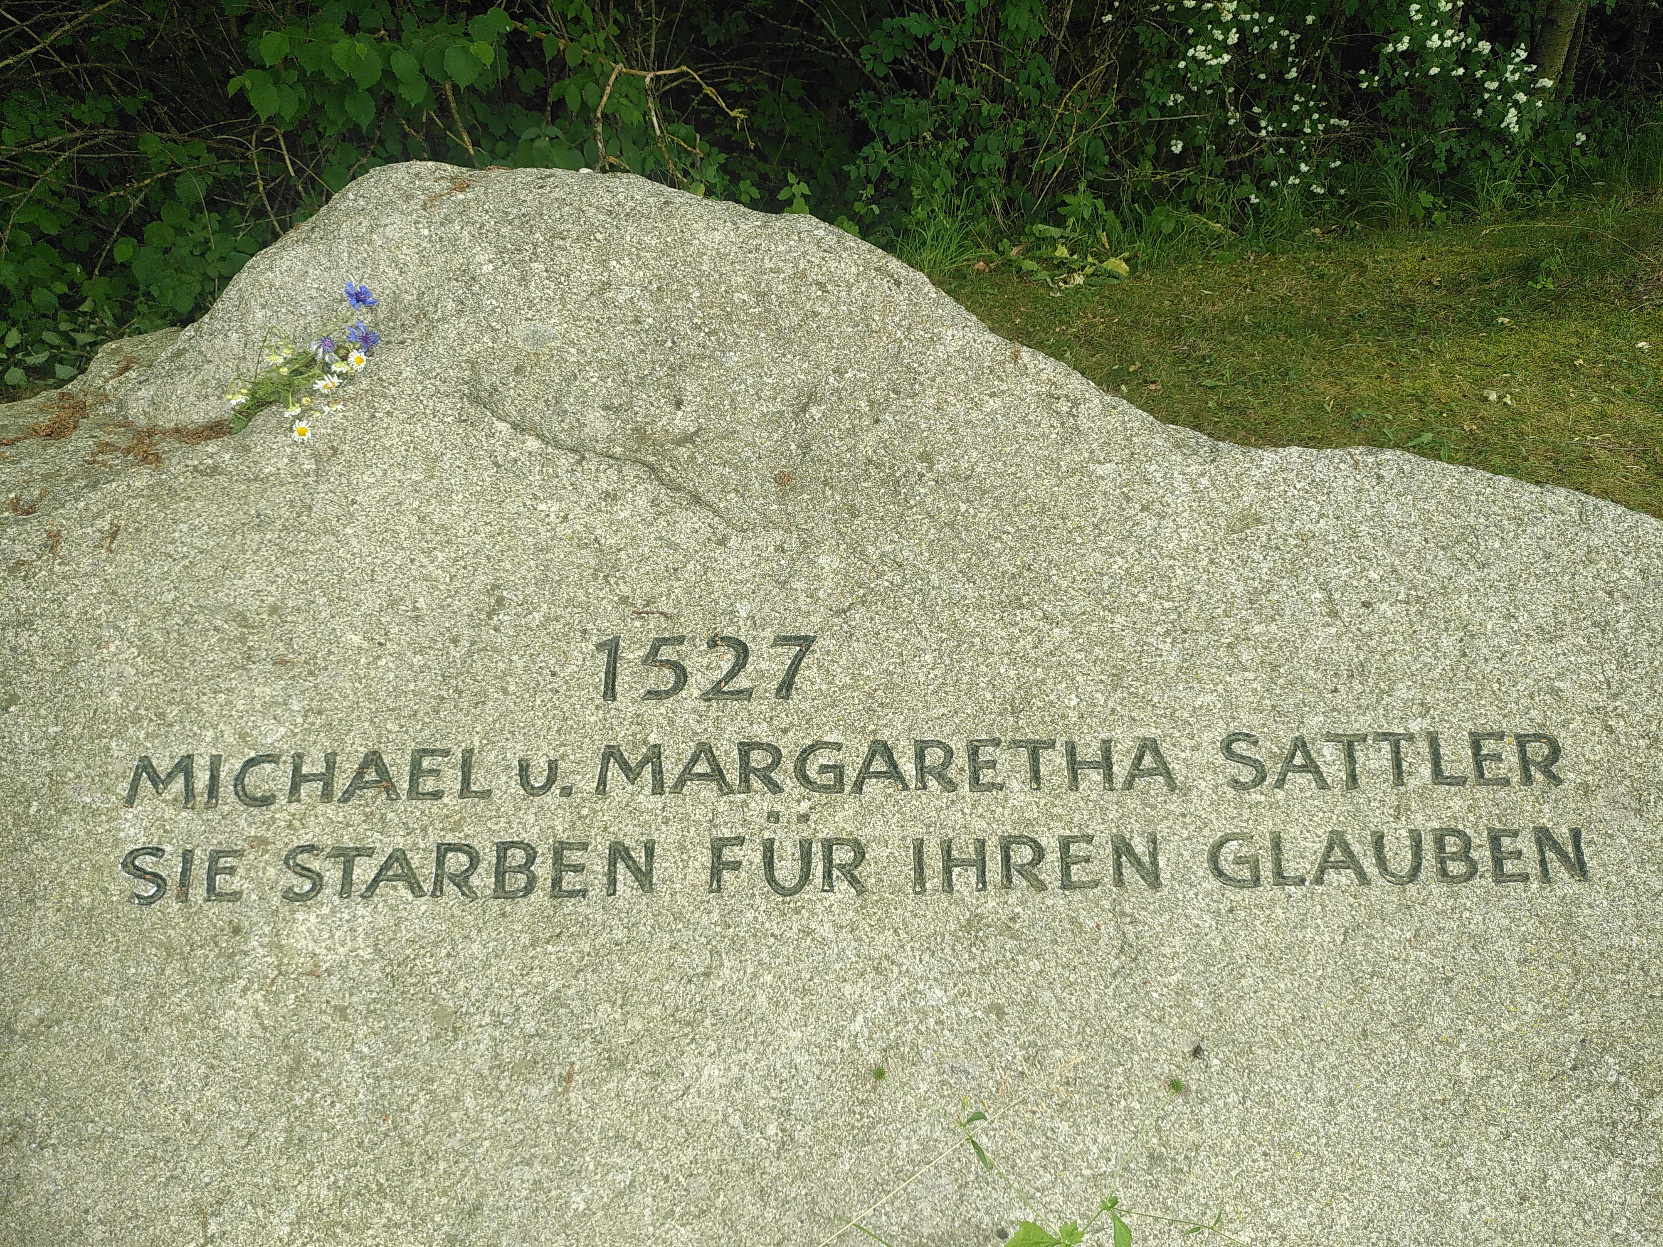 1527
MICHAEL u. MARGARETHA SATTLER
SIE STARBEN FÜR IHREN GLAUBEN